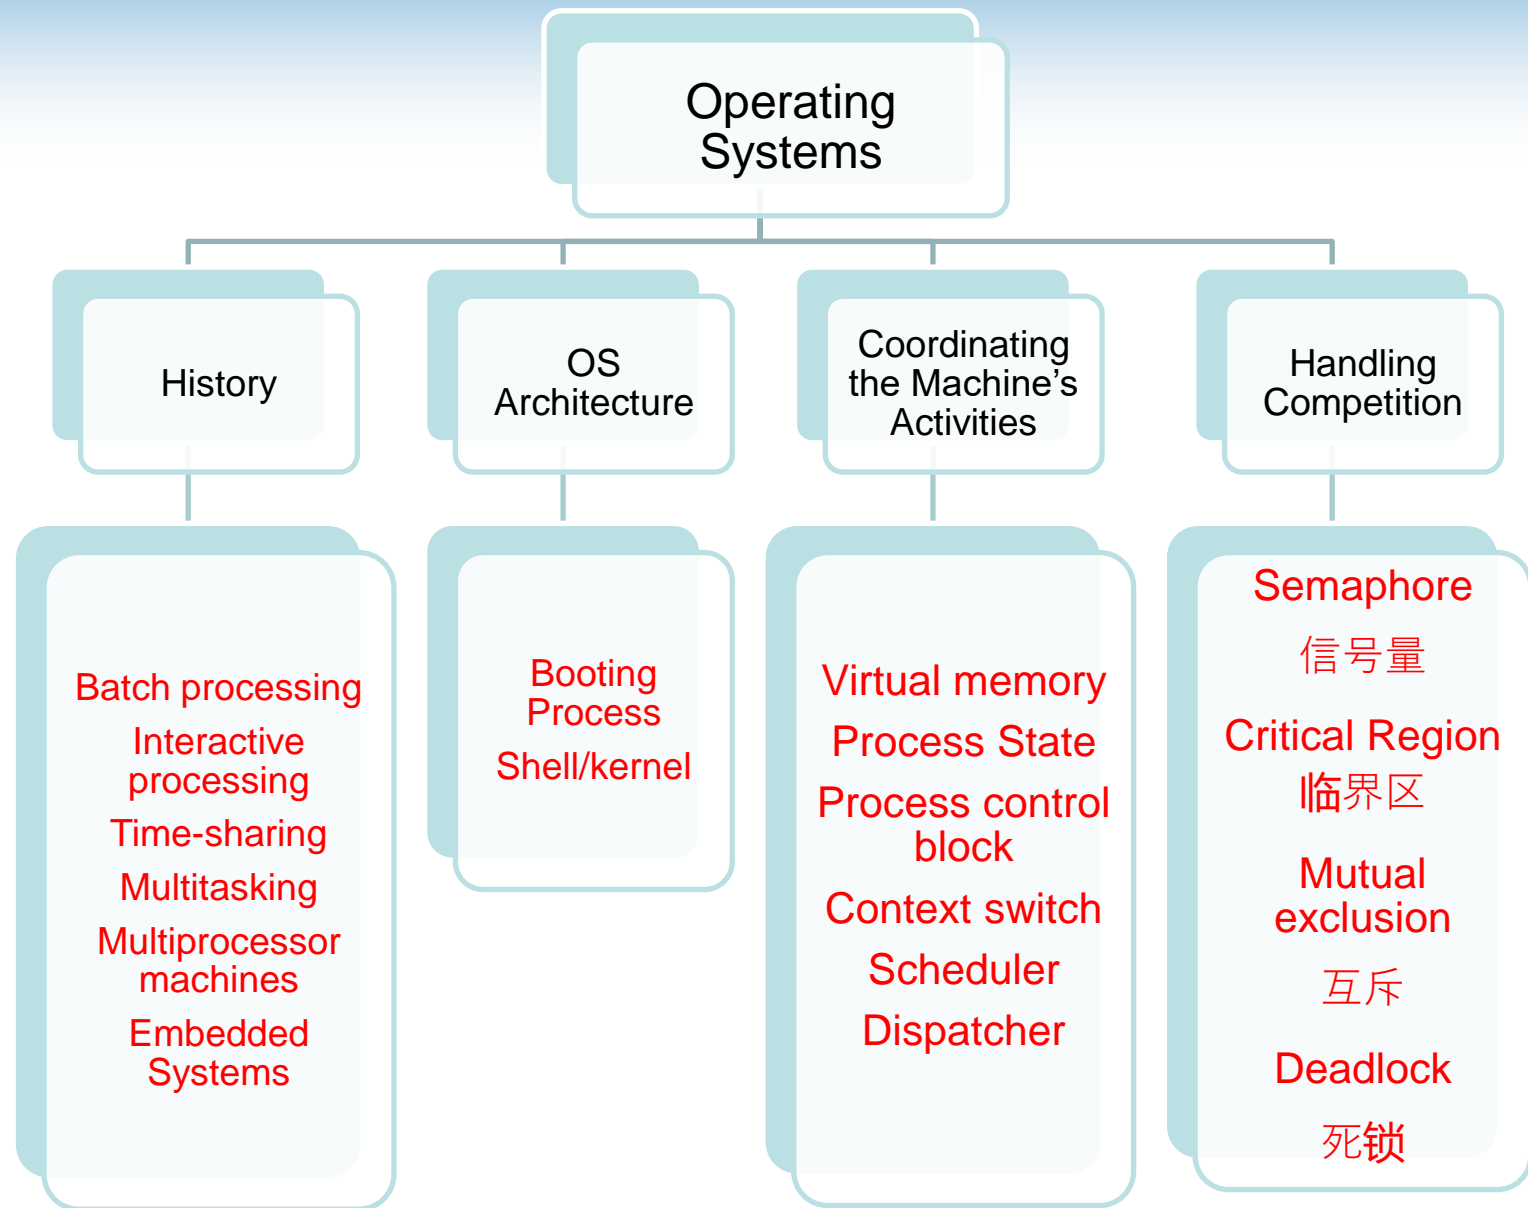 Operating
Systems
History
OS
Architecture
Coordinating
the Machine’s
Activities
Handling
Competition
Batch processing
Interactive
processing
Time-sharing
Multitasking
Multiprocessor
machines
Embedded
Systems
Booting
Process
Shell/kernel
Virtual memory
Process State
Process control
block
Context switch
Scheduler
Dispatcher
Semaphore
信号量
Critical Region
临界区
Mutual
exclusion
互斥
Deadlock
死锁